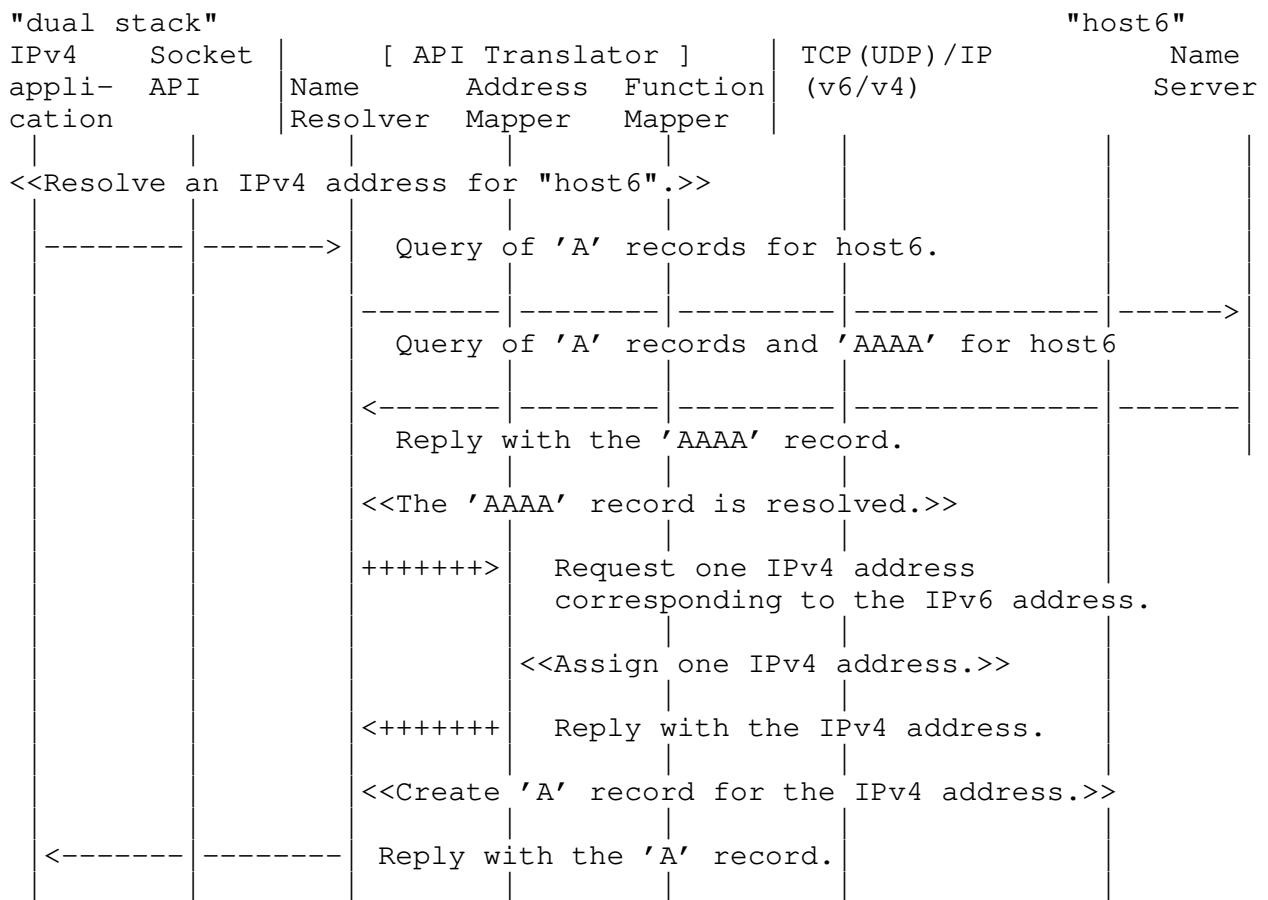 "dual stack" "host6"
IPv4 Socket [ API Translator ] TCP(UDP)/IP Name
appli- API Name Address Function (v6/v4) Server
cation Resolver Mapper Mapper
<<Resolve an IPv4 address for "host6".>>
--------|-------> Query of 'A' records for host6.
--------|--------|---------|--------------|------>
Query of 'A' records and 'AAAA' for host6
<-------|--------|---------|--------------|-------
Reply with the 'AAAA' record.
<<The 'AAAA' record is resolved.>>
+++++++> Request one IPv4 address
corresponding to the IPv6 address.
<<Assign one IPv4 address.>>
<+++++++ Reply with the IPv4 address.
<<Create 'A' record for the IPv4 address.>>
<-------|-------- Reply with the 'A' record.